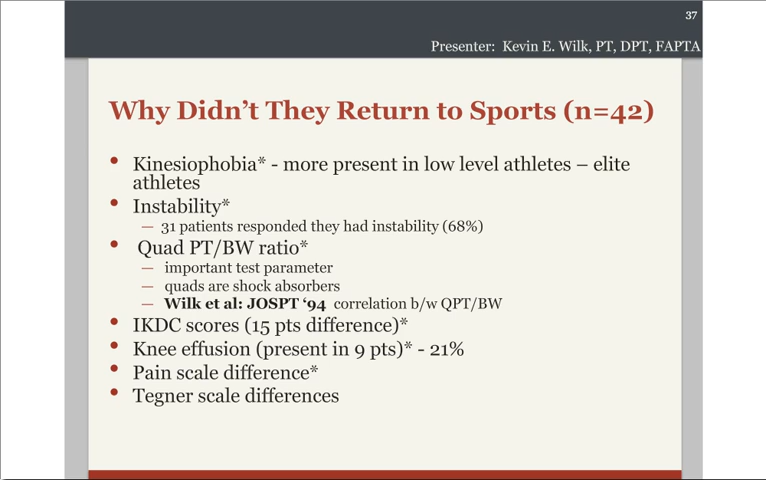 37
Presenter:  Kevin E. Wilk, PT, DPT, FAPTA
Why Didn’t They Return to Sports (n=42)
• Kinesiophobia* - more present in low level athletes – elite
athletes
• Instability*
— 31 patients responded they had instability (68%)
• Quad PT/BW ratio*
— important test parameter
— quads are shock absorbers
— Wilk et al: JOSPT ‘94  correlation b/w QPT/BW
• IKDC scores (15 pts difference)*
• Knee effusion (present in 9 pts)* - 21%
• Pain scale difference*
• Tegner scale differences